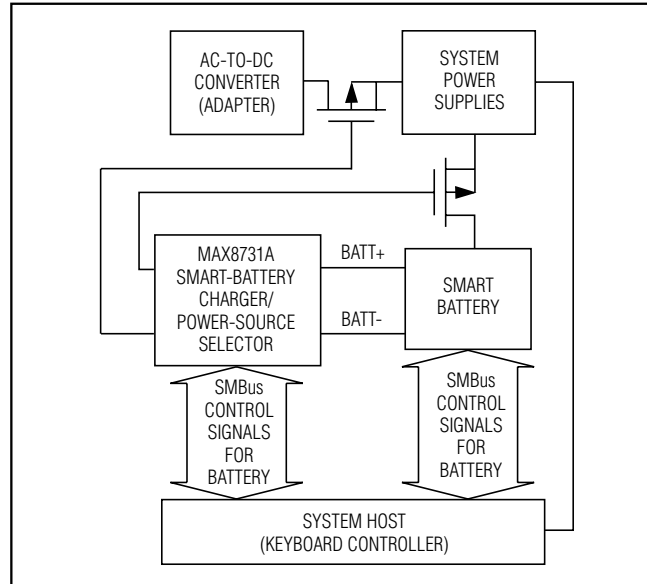 AC-TO-DC
CONVERTER
(ADAPTER)
SYSTEM
POWER
SUPPLIES
MAX8731A
SMART-BATTERY
CHARGER/
POWER-SOURCE
SELECTOR
BATT+
BATT-
SMART
BATTERY
SMBus
CONTROL
SIGNALS
FOR
BATTERY
SMBus
CONTROL
SIGNALS
FOR
BATTERY
SYSTEM HOST
(KEYBOARD CONTROLLER)